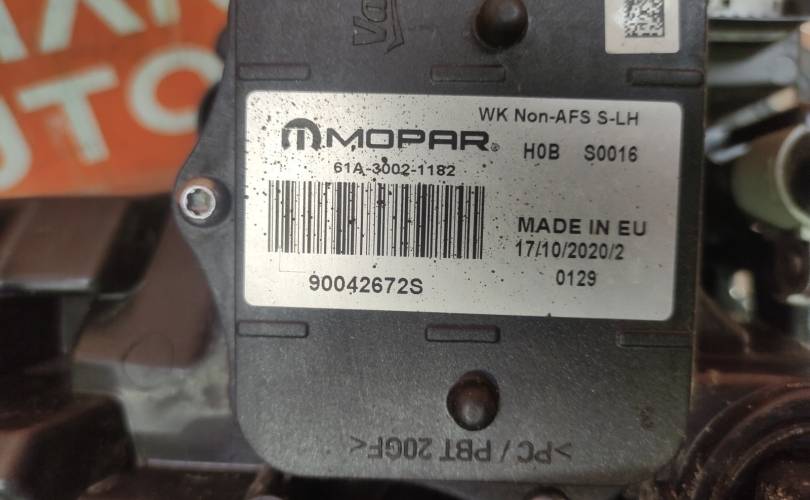 WK Non-AFS S-LH
MOPAR®
H0B S0016
61A-3002-1182
MADE IN EU
17/10/2020/2
90042672S
0129
>PC / PBT 20GF<